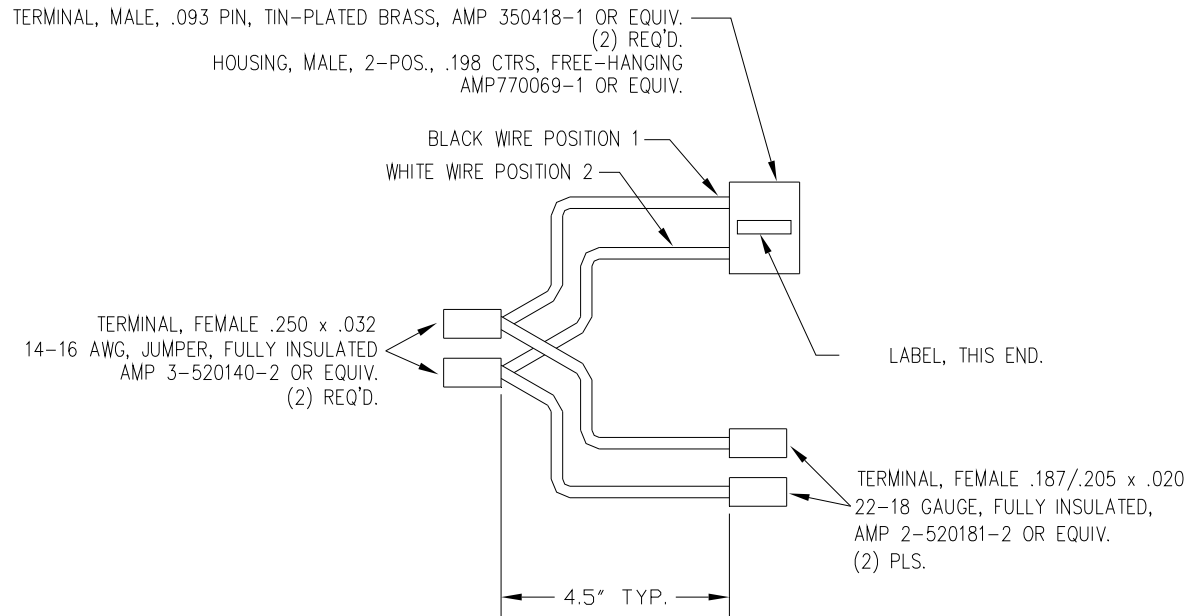 TERMINAL, MALE, .093 PIN, TIN-PLATED BRASS, AMP 350418-1 OR EQUIV.
(2) REQ'D.
HOUSING, MALE, 2-POS., .198 CTRS, FREE-HANGING
AMP770069-1 OR EQUIV.
BLACK WIRE POSITION 1
WHITE WIRE POSITION 2
TERMINAL, FEMALE .250 x .032
14-16 AWG, JUMPER, FULLY INSULATED
AMP 3-520140-2 OR EQUIV.
(2) REQ'D.
LABEL, THIS END.
TERMINAL, FEMALE .187/.205 x .020
22-18 GAUGE, FULLY INSULATED,
AMP 2-520181-2 OR EQUIV.
(2) PLS.
4.5" TYP.